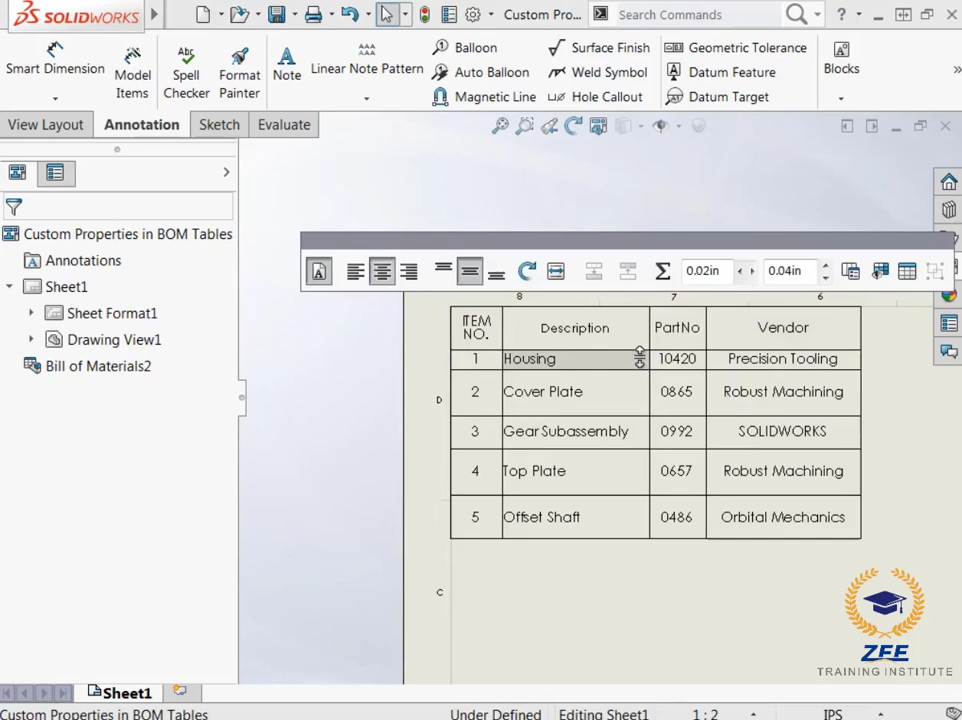 SOLIDWORKS
Custom Pro...
Search Commands
?
Smart Dimension
Model Items
Spell Checker
Format Painter
Note
Linear Note Pattern
Balloon
Auto Balloon
Magnetic Line
Surface Finish
Weld Symbol
Hole Callout
Geometric Tolerance
Datum Feature
Datum Target
Blocks
View Layout
Annotation
Sketch
Evaluate
Custom Properties in BOM Tables
Annotations
Sheet1
Sheet Format1
Drawing View1
Bill of Materials2
0.02in
0.04in
8 7 6
ITEM NO. Description PartNo Vendor
1 Housing 10420 Precision Tooling
2 Cover Plate 0865 Robust Machining
3 Gear Subassembly 0992 SOLIDWORKS
4 Top Plate 0657 Robust Machining
5 Offset Shaft 0486 Orbital Mechanics
D
C
ZFE
TRAINING INSTITUTE
Sheet1
Custom Properties in BOM Tables
Under Defined
Editing Sheet1
1 : 2
IPS